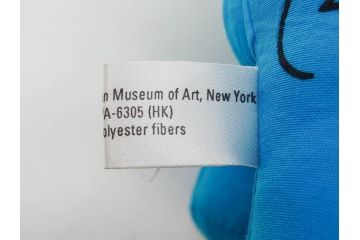 n Museum of Art, New York
A-6305 (HK)
olyester fibers